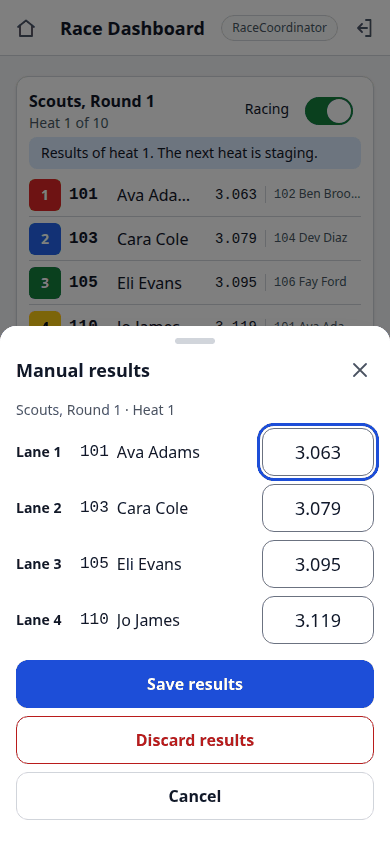 Race Dashboard RaceCoordinator
Scouts, Round 1
Heat 1 of 10
Racing
Results of heat 1. The next heat is staging.
1 101 Ava Ada... 3.063 102 Ben Broo...
2 103 Cara Cole 3.079 104 Dev Diaz
3 105 Eli Evans 3.095 106 Fay Ford
Manual results
Scouts, Round 1 · Heat 1
Lane 1 101 Ava Adams 3.063
Lane 2 103 Cara Cole 3.079
Lane 3 105 Eli Evans 3.095
Lane 4 110 Jo James 3.119
Save results
Discard results
Cancel